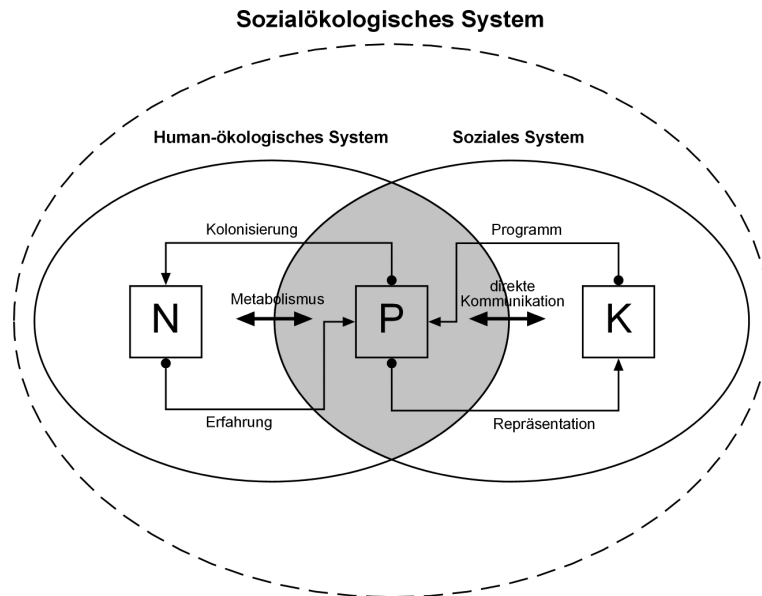 Sozialökologisches System
Human-ökologisches System
Soziales System
Kolonisierung
Programm
N
Metabolismus
P
direkte
Kommunikation
K
Erfahrung
Repräsentation